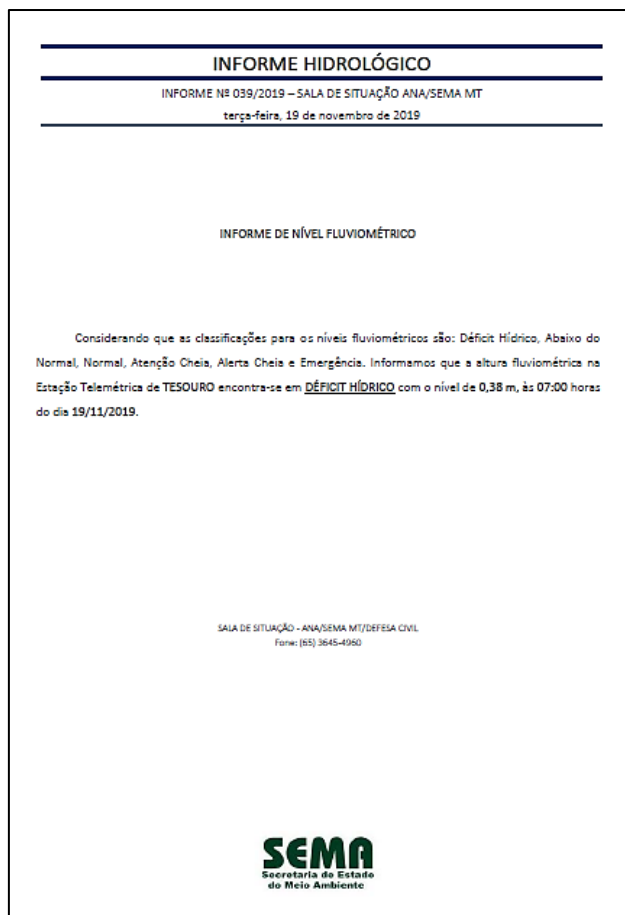 INFORME HIDROLÓGICO
INFORME Nº 039/2019 – SALA DE SITUAÇÃO ANA/SEMA MT
terça-feira, 19 de novembro de 2019
INFORME DE NÍVEL FLUVIOMÉTRICO
Considerando que as classificações para os níveis fluviométricos são: Déficit Hídrico, Abaixo do
Normal, Normal, Atenção Cheia, Alerta Cheia e Emergência. Informamos que a altura fluviométrica na
Estação Telemétrica de TESOURO encontra-se em DÉFICIT HÍDRICO com o nível de 0,38 m, às 07:00 horas
do dia 19/11/2019.
SALA DE SITUAÇÃO - ANA/SEMA MT/DEFESA CIVIL
Fone: (65) 3645-4960
SEMA
Secretaria de Estado
do Meio Ambiente